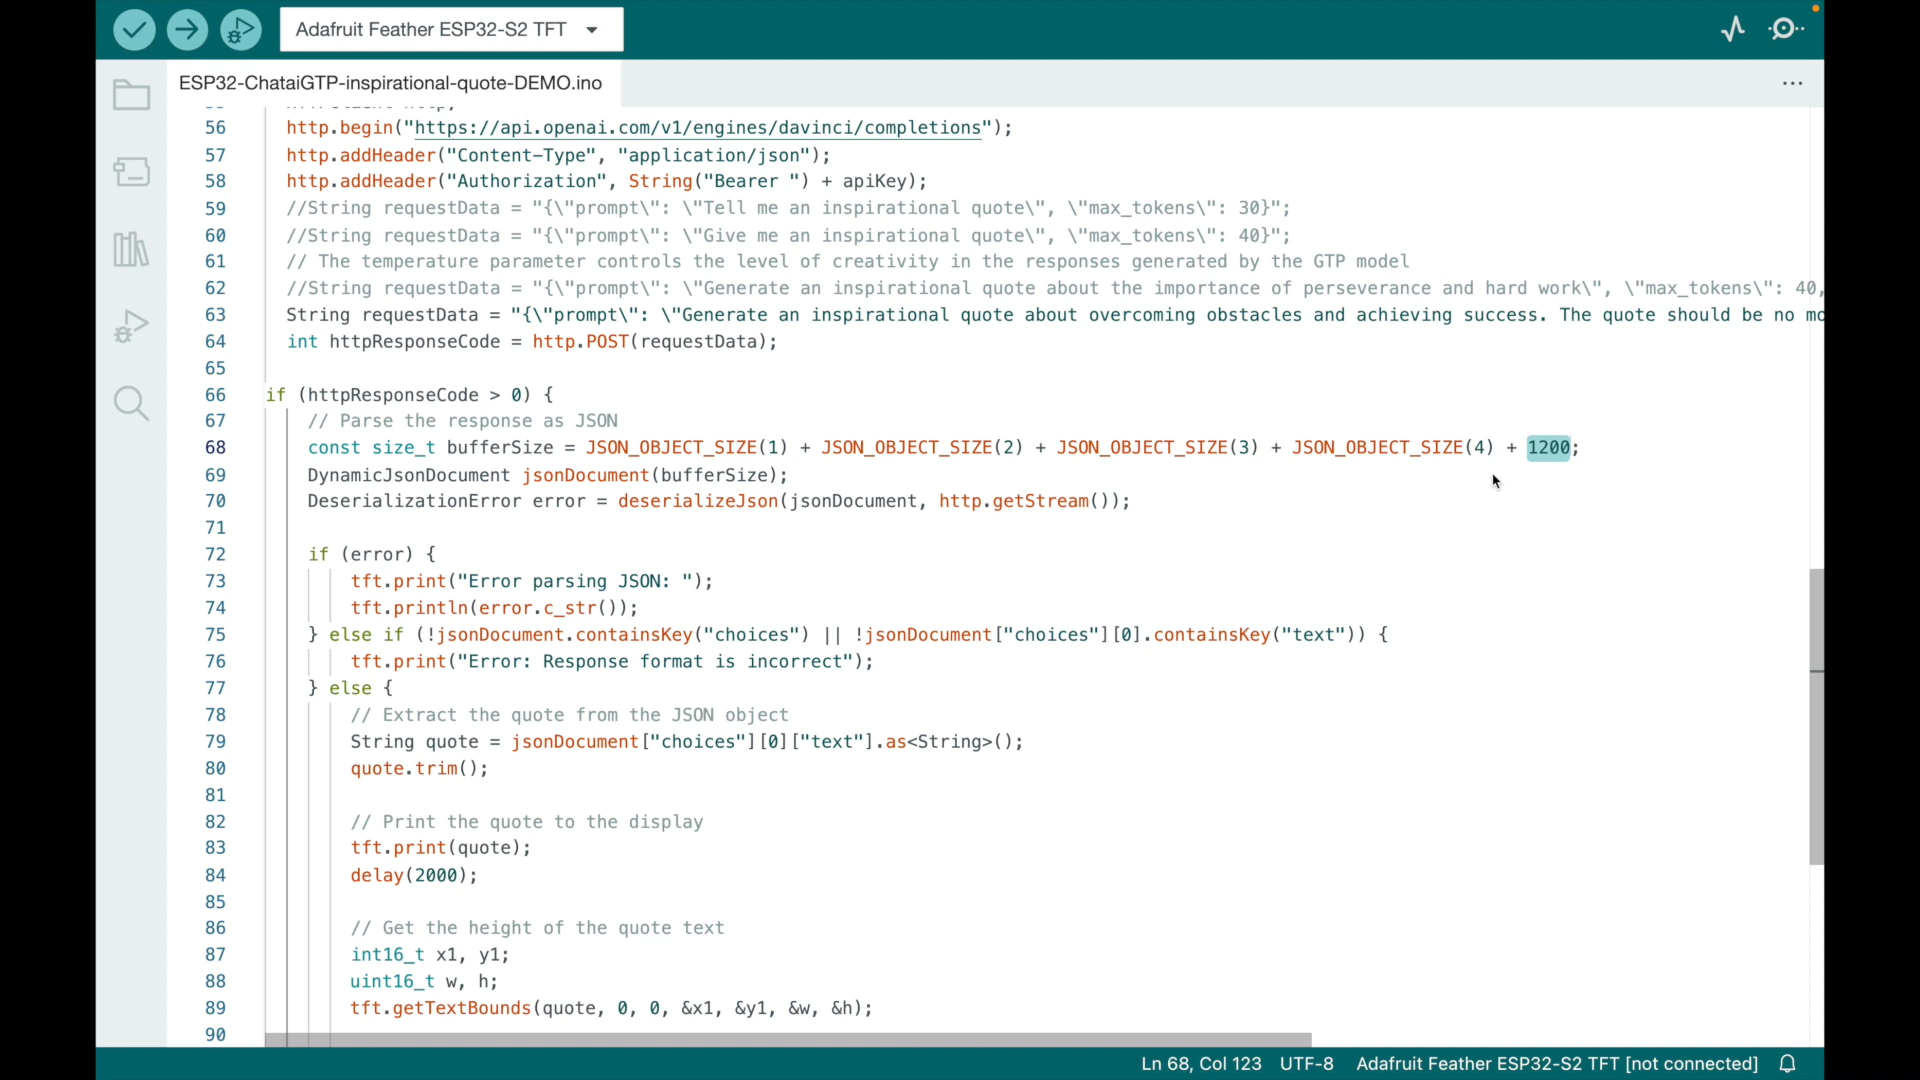 Adafruit Feather ESP32-S2 TFT
ESP32-ChataiGTP-inspirational-quote-DEMO.ino
56 http.begin("https://api.openai.com/v1/engines/davinci/completions");
57 http.addHeader("Content-Type", "application/json");
58 http.addHeader("Authorization", String("Bearer ") + apiKey);
59 //String requestData = "{\"prompt\": \"Tell me an inspirational quote\", \"max_tokens\": 30}";
60 //String requestData = "{\"prompt\": \"Give me an inspirational quote\", \"max_tokens\": 40}";
61 // The temperature parameter controls the level of creativity in the responses generated by the GTP model
62 //String requestData = "{\"prompt\": \"Generate an inspirational quote about the importance of perseverance and hard work\", \"max_tokens\": 40,
63 String requestData = "{\"prompt\": \"Generate an inspirational quote about overcoming obstacles and achieving success. The quote should be no mo
64 int httpResponseCode = http.POST(requestData);
65
66 if (httpResponseCode > 0) {
67 // Parse the response as JSON
68 const size_t bufferSize = JSON_OBJECT_SIZE(1) + JSON_OBJECT_SIZE(2) + JSON_OBJECT_SIZE(3) + JSON_OBJECT_SIZE(4) + 1200;
69 DynamicJsonDocument jsonDocument(bufferSize);
70 DeserializationError error = deserializeJson(jsonDocument, http.getStream());
71
72 if (error) {
73 tft.print("Error parsing JSON: ");
74 tft.println(error.c_str());
75 } else if (!jsonDocument.containsKey("choices") || !jsonDocument["choices"][0].containsKey("text")) {
76 tft.print("Error: Response format is incorrect");
77 } else {
78 // Extract the quote from the JSON object
79 String quote = jsonDocument["choices"][0]["text"].as<String>();
80 quote.trim();
81
82 // Print the quote to the display
83 tft.print(quote);
84 delay(2000);
85
86 // Get the height of the quote text
87 int16_t x1, y1;
88 uint16_t w, h;
89 tft.getTextBounds(quote, 0, 0, &x1, &y1, &w, &h);
90
Ln 68, Col 123 UTF-8 Adafruit Feather ESP32-S2 TFT [not connected]